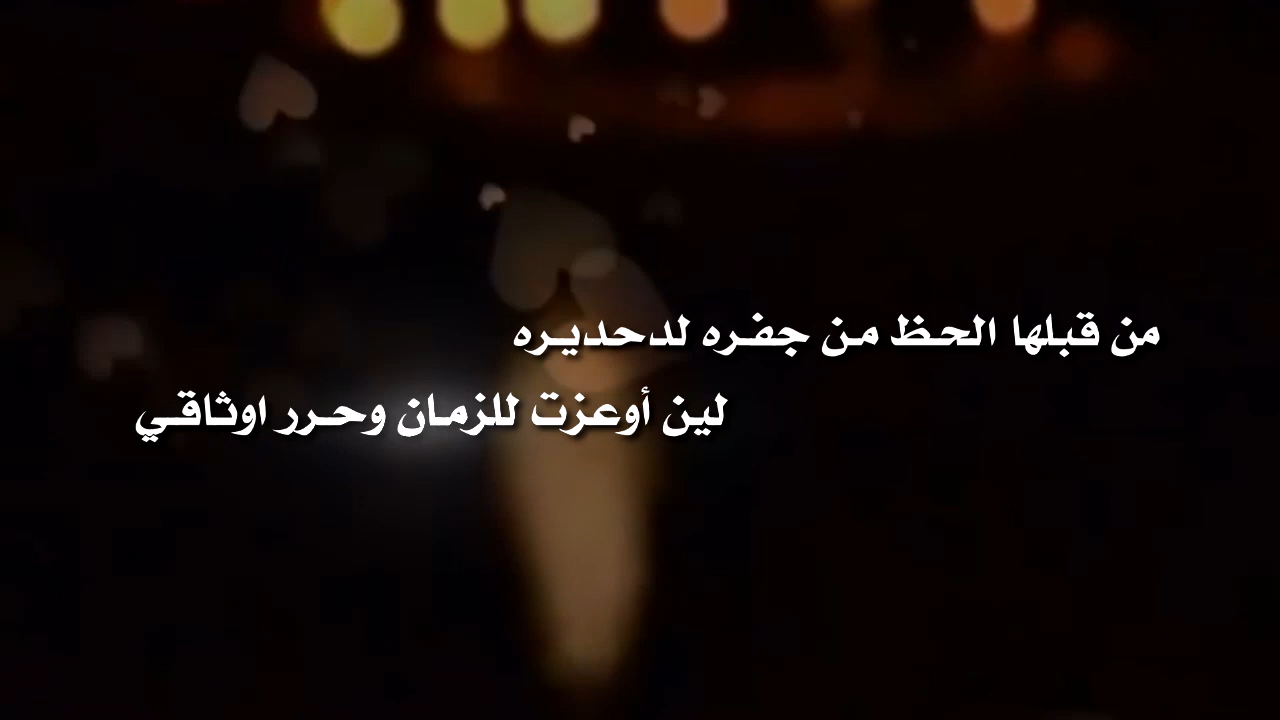 من قبلها الحظ من جفره لدحديره
لين أوعزت للزمان وحرر اوثاقي